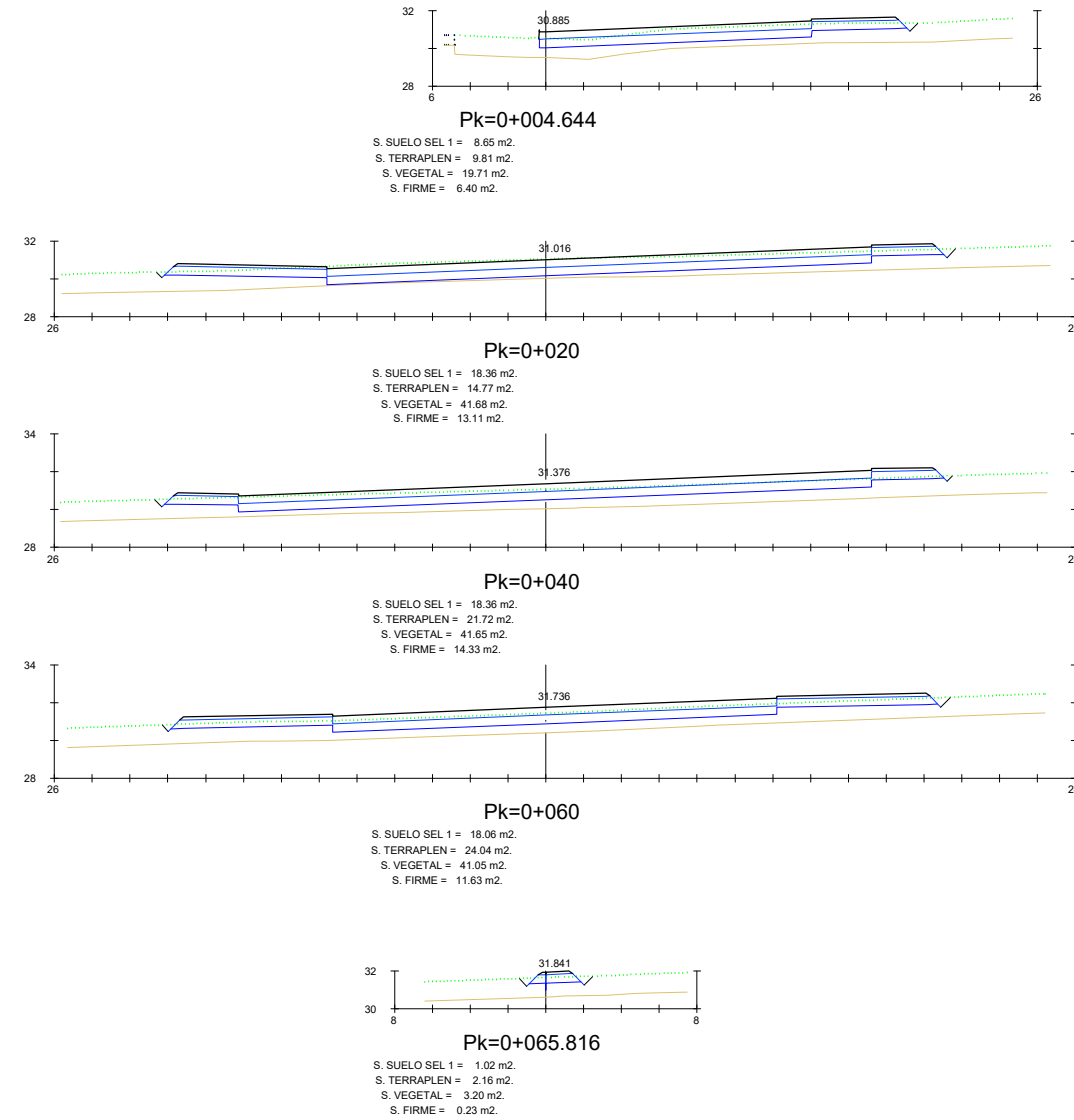 32
30.885
28
6
26
Pk=0+004.644
S. SUELO SEL 1 = 8.65 m2.
S. TERRAPLEN = 9.81 m2.
S. VEGETAL = 19.71 m2.
S. FIRME = 6.40 m2.
32
31.016
28
26
2
Pk=0+020
S. SUELO SEL 1 = 18.36 m2.
S. TERRAPLEN = 14.77 m2.
S. VEGETAL = 41.68 m2.
S. FIRME = 13.11 m2.
34
31.376
28
26
2
Pk=0+040
S. SUELO SEL 1 = 18.36 m2.
S. TERRAPLEN = 21.72 m2.
S. VEGETAL = 41.65 m2.
S. FIRME = 14.33 m2.
34
31.736
28
26
2
Pk=0+060
S. SUELO SEL 1 = 18.06 m2.
S. TERRAPLEN = 24.04 m2.
S. VEGETAL = 41.05 m2.
S. FIRME = 11.63 m2.
31.841
32
30
8
8
Pk=0+065.816
S. SUELO SEL 1 = 1.02 m2.
S. TERRAPLEN = 2.16 m2.
S. VEGETAL = 3.20 m2.
S. FIRME = 0.23 m2.